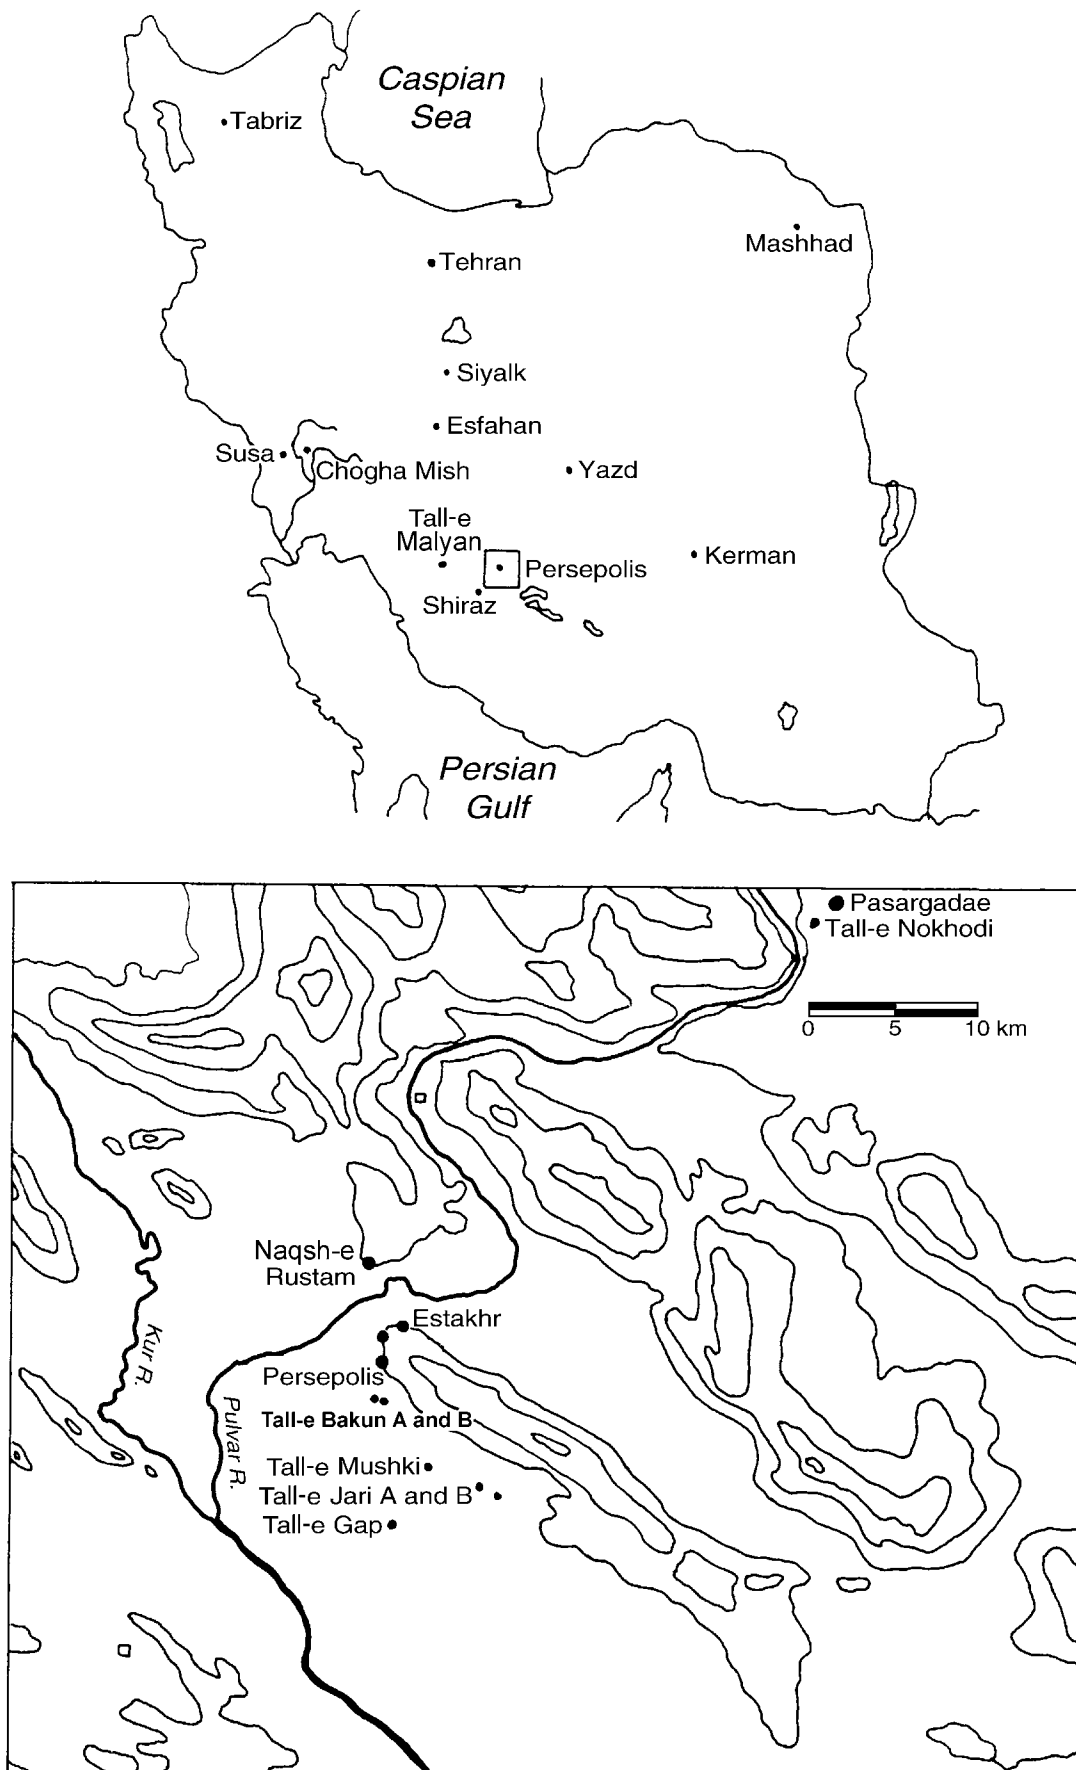 Caspian
Sea
Tabriz
Mashhad
Tehran
Siyalk
Esfahan
Susa
Chogha Mish
Yazd
Tall-e
Malyan
Kerman
Persepolis
Shiraz
Persian
Gulf
Pasargadae
Tall-e Nokhodi
0 5 10 km
Naqsh-e
Rustam
Estakhr
Kur R.
Persepolis
Pulvar R.
Tall-e Bakun A and B
Tall-e Mushki
Tall-e Jari A and B
Tall-e Gap